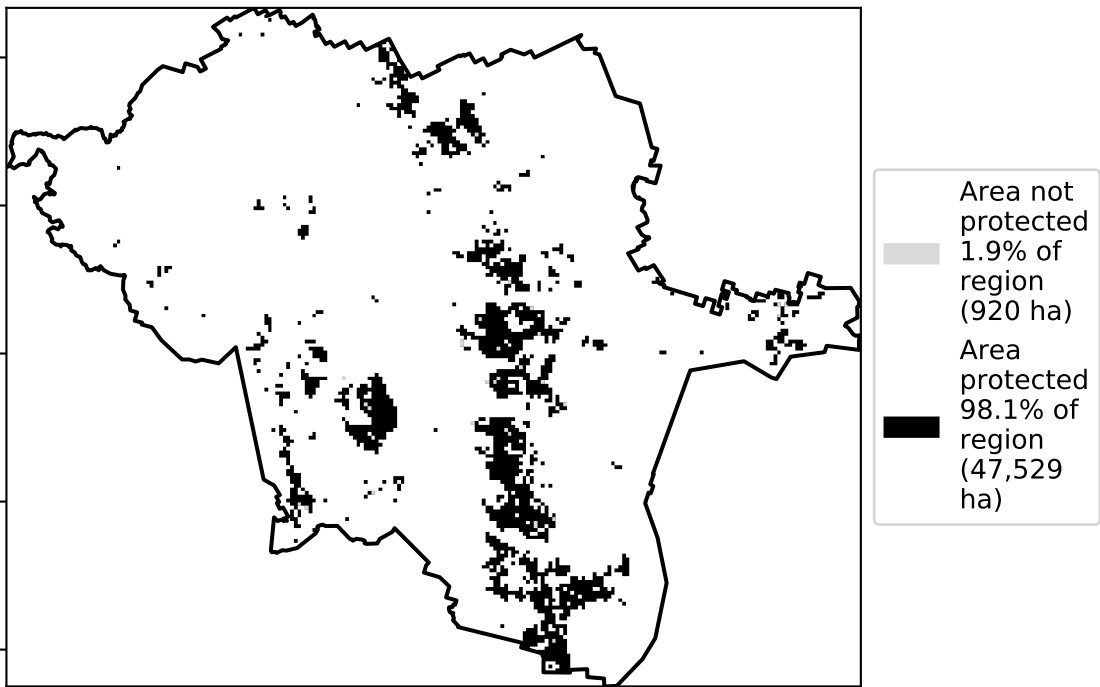 Area not
protected
1.9% of
region
(920 ha)
Area
protected
98.1% of
region
(47,529
ha)